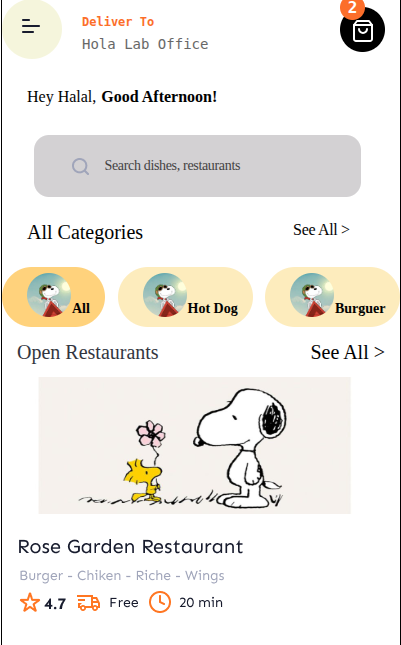 Deliver To
2
Hola Lab Office
Hey Halal, Good Afternoon!
Search dishes, restaurants
All Categories
See All >
All
Hot Dog
Burguer
Open Restaurants
See All >
Rose Garden Restaurant
Burger - Chiken - Riche - Wings
4.7 Free 20 min